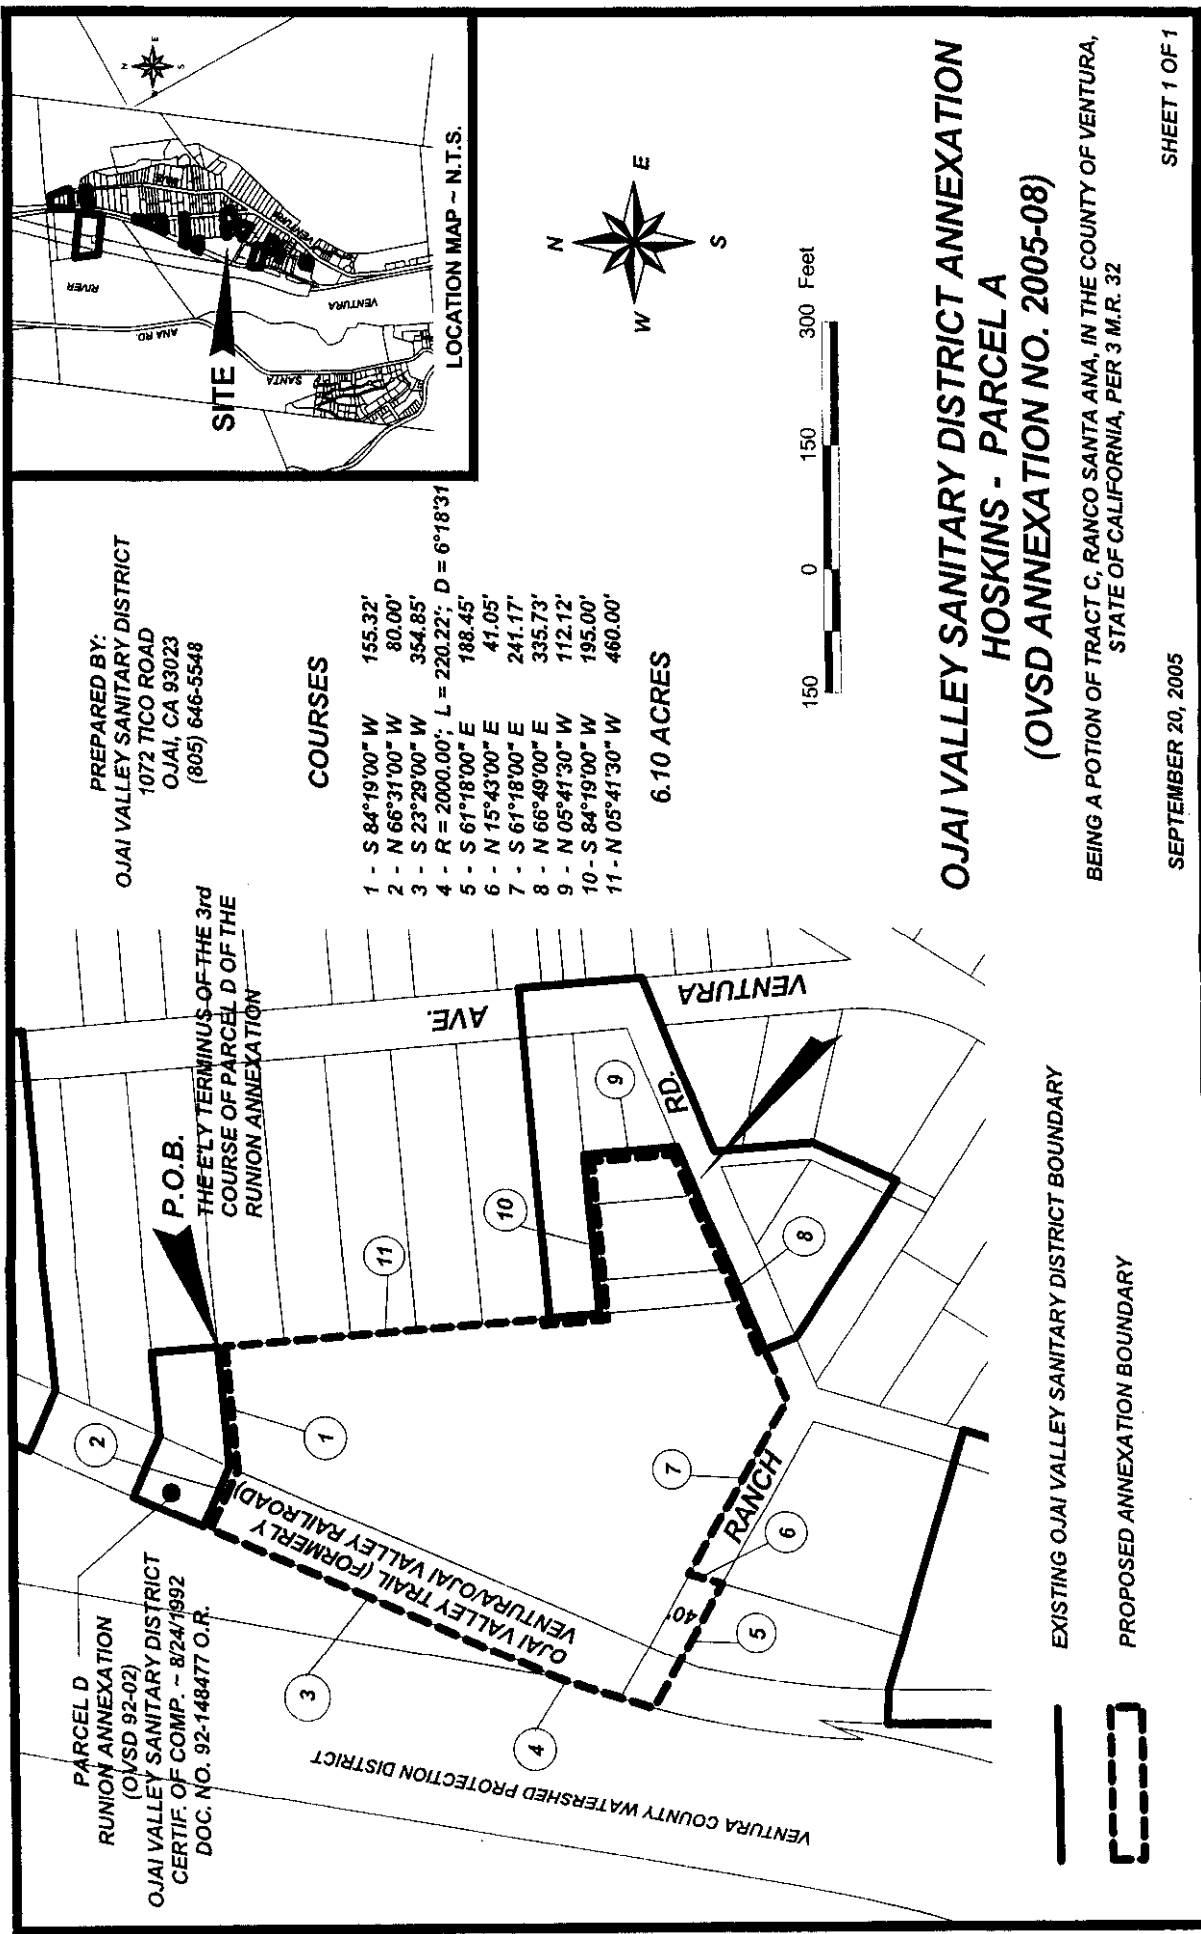 PARCEL D
RUNION ANNEXATION
(OVSD 92-02)
OJAI VALLEY SANITARY DISTRICT
CERTIF. OF COMP. ~ 8/24/1992
DOC. NO. 92-148477 O.R.
P.O.B.
THE E'LY TERMINUS OF THE 3rd
COURSE OF PARCEL D OF THE
RUNION ANNEXATION
PREPARED BY:
OJAI VALLEY SANITARY DISTRICT
1072 TICO ROAD
OJAI, CA 93023
(805) 646-5548
COURSES
1 - S 84°19'00" W 155.32'
2 - N 66°31'00" W 80.00'
3 - S 23°29'00" W 354.85'
4 - R = 2000.00'; L = 220.22'; D = 6°18'31
5 - S 61°18'00" E 188.45'
6 - N 15°43'00" E 41.05'
7 - S 61°18'00" E 241.17'
8 - N 66°49'00" E 335.73'
9 - N 05°41'30" W 112.12'
10 - S 84°19'00" W 195.00'
11 - N 05°41'30" W 460.00'
6.10 ACRES
RIVER
ANA RD.
SANTA
VENTURA
VENTURA
AVE.
SITE
N
E
S
W
LOCATION MAP ~ N.T.S.
N
W
E
S
150
0
150
300 Feet
1
2
3
4
5
6
7
8
9
10
11
OJAI VALLEY TRAIL (FORMERLY
VENTURA/OJAI VALLEY RAILROAD)
VENTURA COUNTY WATERSHED PROTECTION DISTRICT
40'
RANCH
RD.
VENTURA
AVE.
EXISTING OJAI VALLEY SANITARY DISTRICT BOUNDARY
PROPOSED ANNEXATION BOUNDARY
OJAI VALLEY SANITARY DISTRICT ANNEXATION
HOSKINS - PARCEL A
(OVSD ANNEXATION NO. 2005-08)
BEING A POTION OF TRACT C, RANCO SANTA ANA, IN THE COUNTY OF VENTURA,
STATE OF CALIFORNIA, PER 3 M.R. 32
SEPTEMBER 20, 2005
SHEET 1 OF 1